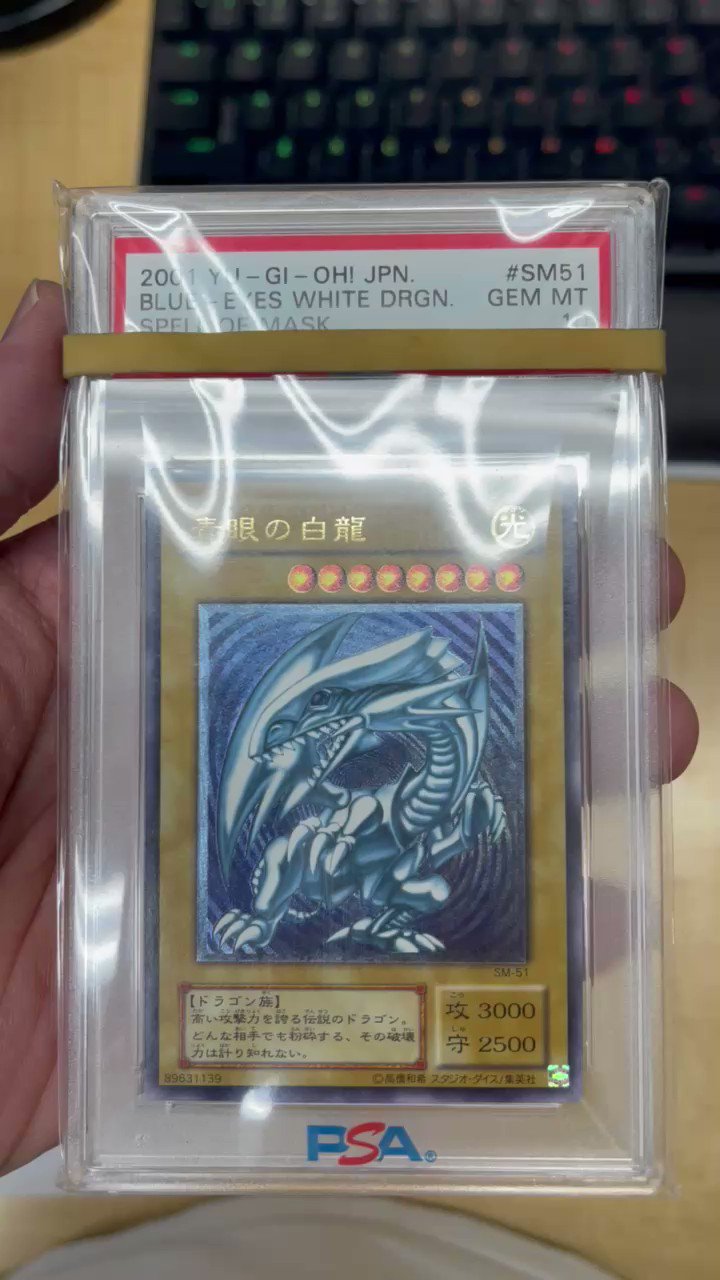 2001 YU-GI-OH! JPN. #SM51
BLUE-EYES WHITE DRGN. GEM MT
SPELL OF MASK
青眼の白龍 光
SM-51
【ドラゴン族】
高い攻撃力を誇る伝説のドラゴン。
どんな相手でも粉砕する、その破壊
力は計り知れない。
攻 3000
守 2500
89631139 ©高橋和希 スタジオ・ダイス/集英社
PSA®